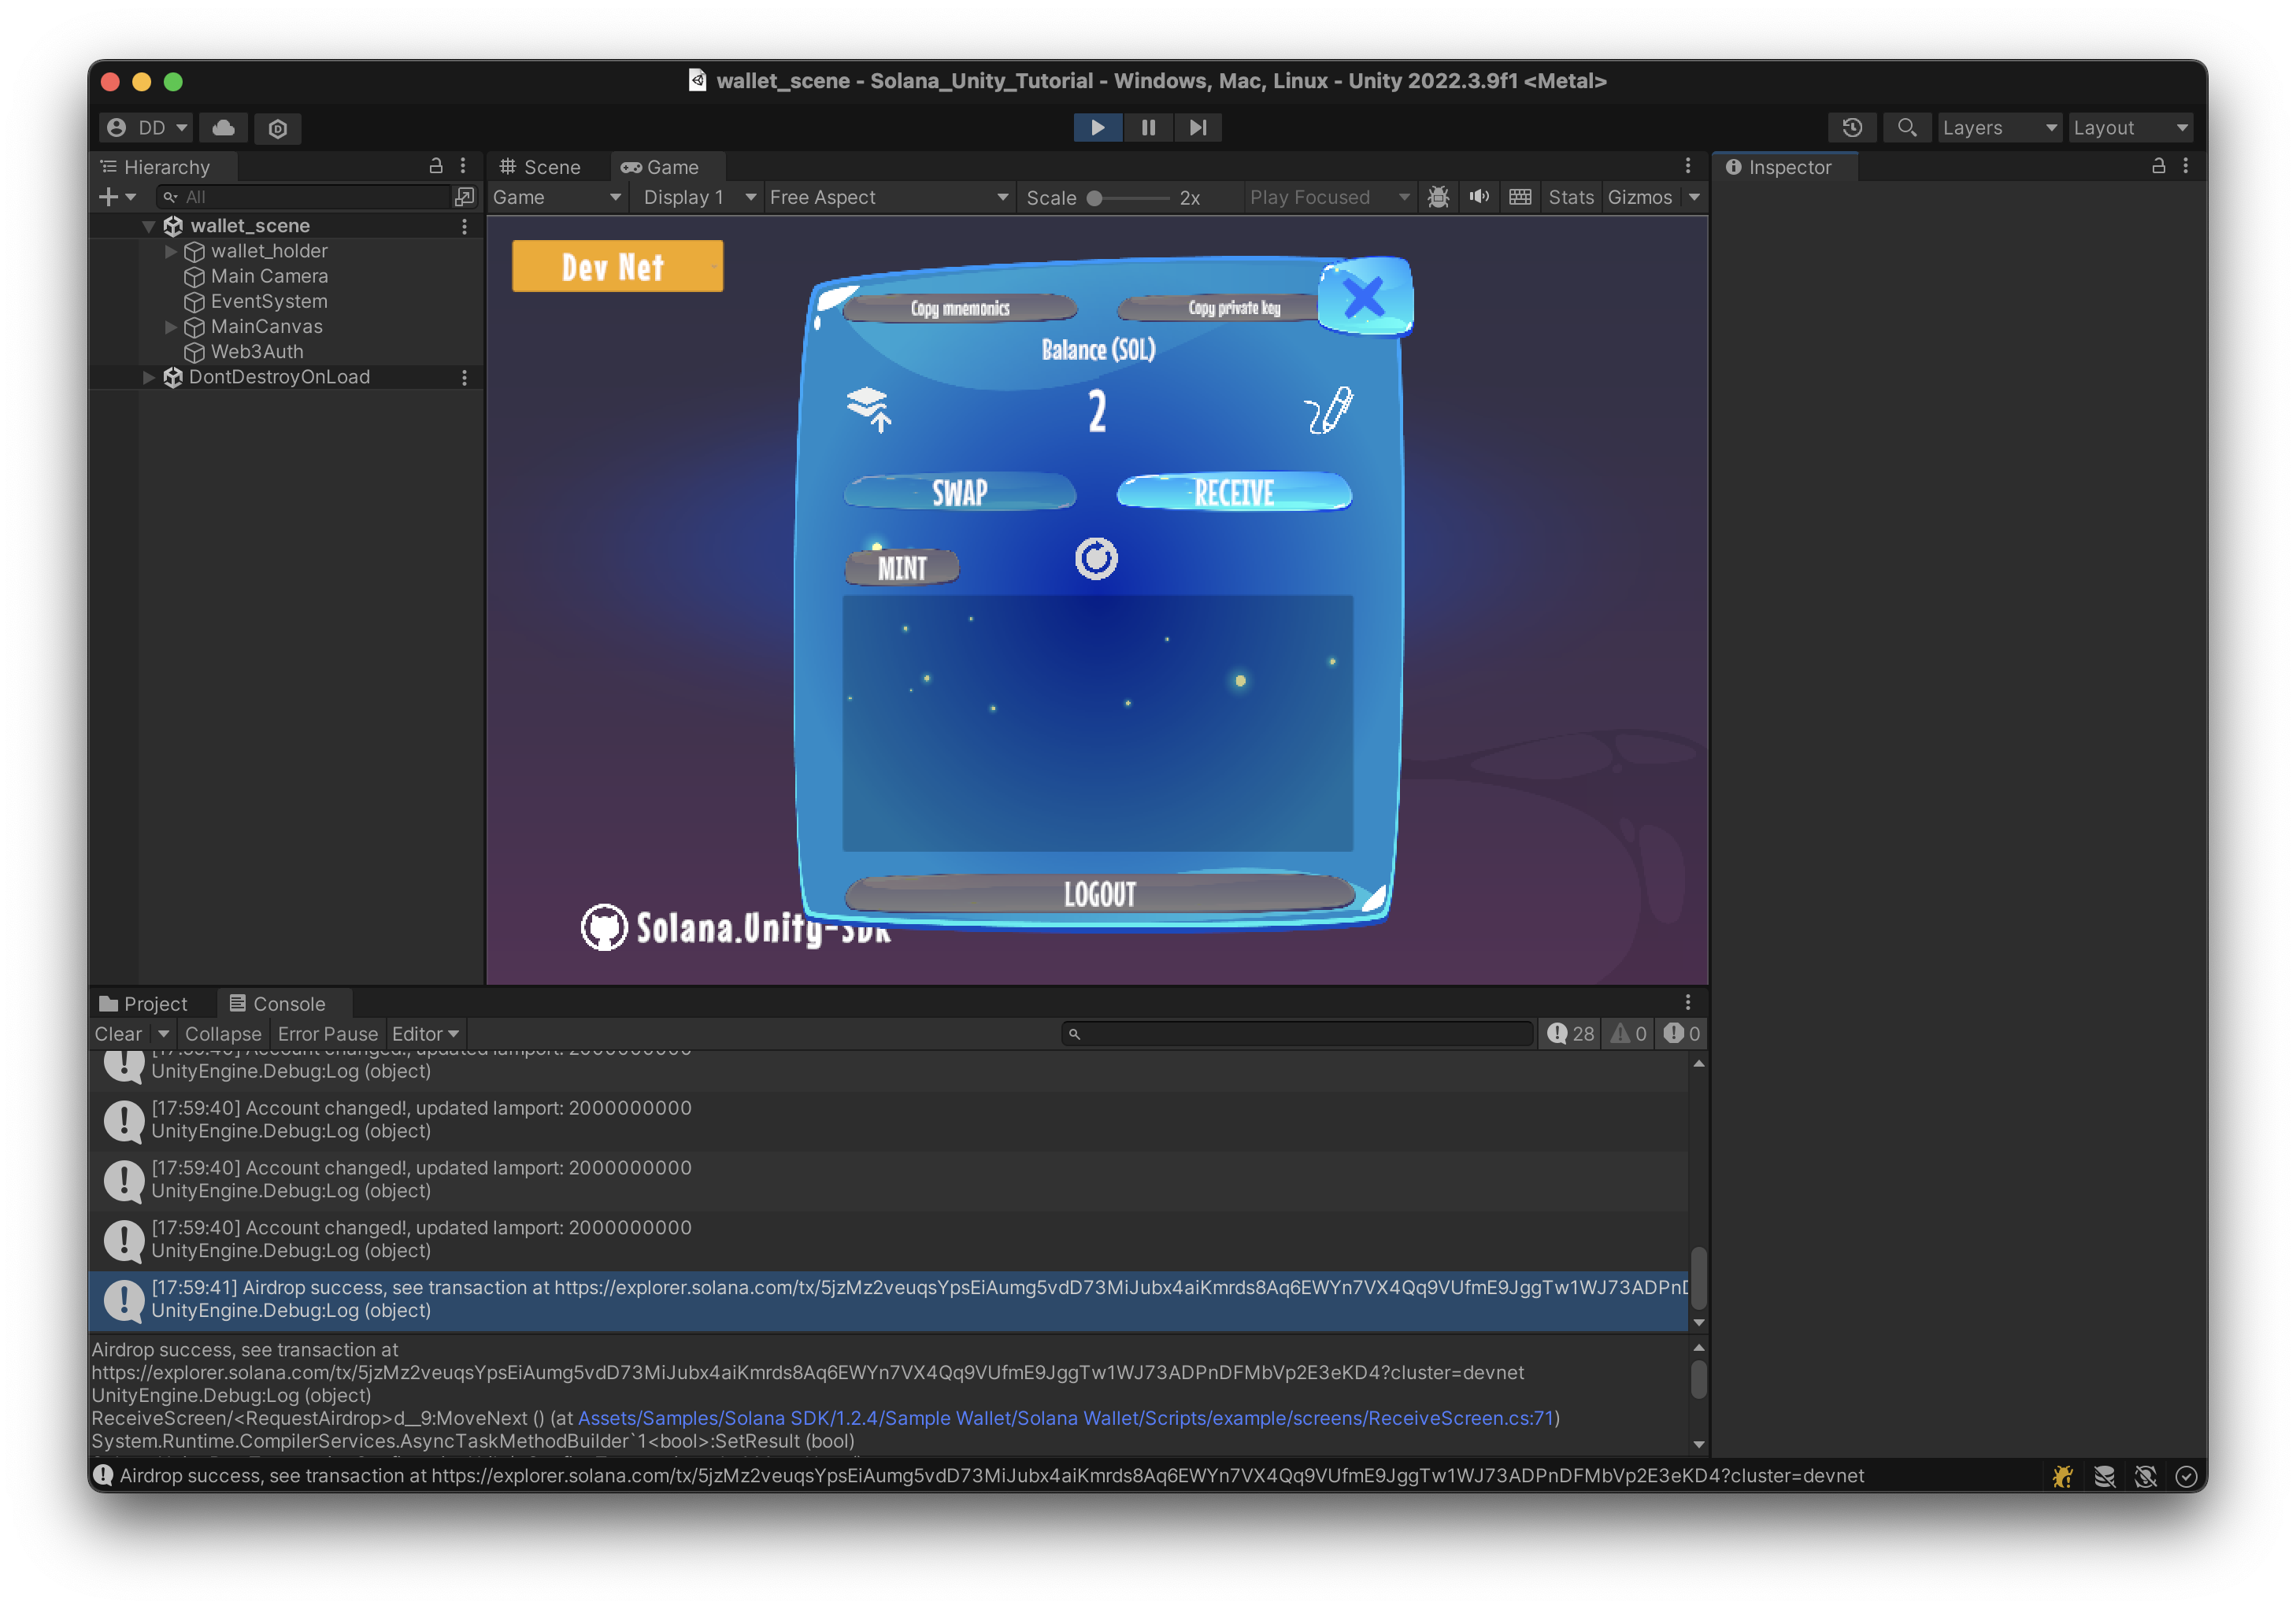 wallet_scene - Solana_Unity_Tutorial - Windows, Mac, Linux - Unity 2022.3.9f1 <Metal>
DD
Layers
Layout
Hierarchy
All
wallet_scene
wallet_holder
Main Camera
EventSystem
MainCanvas
Web3Auth
DontDestroyOnLoad
Scene
Game
Game
Display 1
Free Aspect
Scale
2x
Play Focused
Stats
Gizmos
Inspector
Dev Net
Copy mnemonics
Copy private key
Balance (SOL)
2
SWAP
RECEIVE
MINT
LOGOUT
Solana.Unity-SDK
Project
Console
Clear
Collapse
Error Pause
Editor
28
0
0
[17:59:40] Account changed!, updated lamport: 2000000000
UnityEngine.Debug:Log (object)
[17:59:40] Account changed!, updated lamport: 2000000000
UnityEngine.Debug:Log (object)
[17:59:40] Account changed!, updated lamport: 2000000000
UnityEngine.Debug:Log (object)
[17:59:40] Account changed!, updated lamport: 2000000000
UnityEngine.Debug:Log (object)
[17:59:41] Airdrop success, see transaction at https://explorer.solana.com/tx/5jzMz2veuqsYpsEiAumg5vdD73MiJubx4aiKmrds8Aq6EWYn7VX4Qq9VUfmE9JggTw1WJ73ADPnD
UnityEngine.Debug:Log (object)
Airdrop success, see transaction at
https://explorer.solana.com/tx/5jzMz2veuqsYpsEiAumg5vdD73MiJubx4aiKmrds8Aq6EWYn7VX4Qq9VUfmE9JggTw1WJ73ADPnDFMbVp2E3eKD4?cluster=devnet
UnityEngine.Debug:Log (object)
ReceiveScreen/<RequestAirdrop>d__9:MoveNext () (at Assets/Samples/Solana SDK/1.2.4/Sample Wallet/Solana Wallet/Scripts/example/screens/ReceiveScreen.cs:71)
System.Runtime.CompilerServices.AsyncTaskMethodBuilder`1<bool>:SetResult (bool)
Airdrop success, see transaction at https://explorer.solana.com/tx/5jzMz2veuqsYpsEiAumg5vdD73MiJubx4aiKmrds8Aq6EWYn7VX4Qq9VUfmE9JggTw1WJ73ADPnDFMbVp2E3eKD4?cluster=devnet